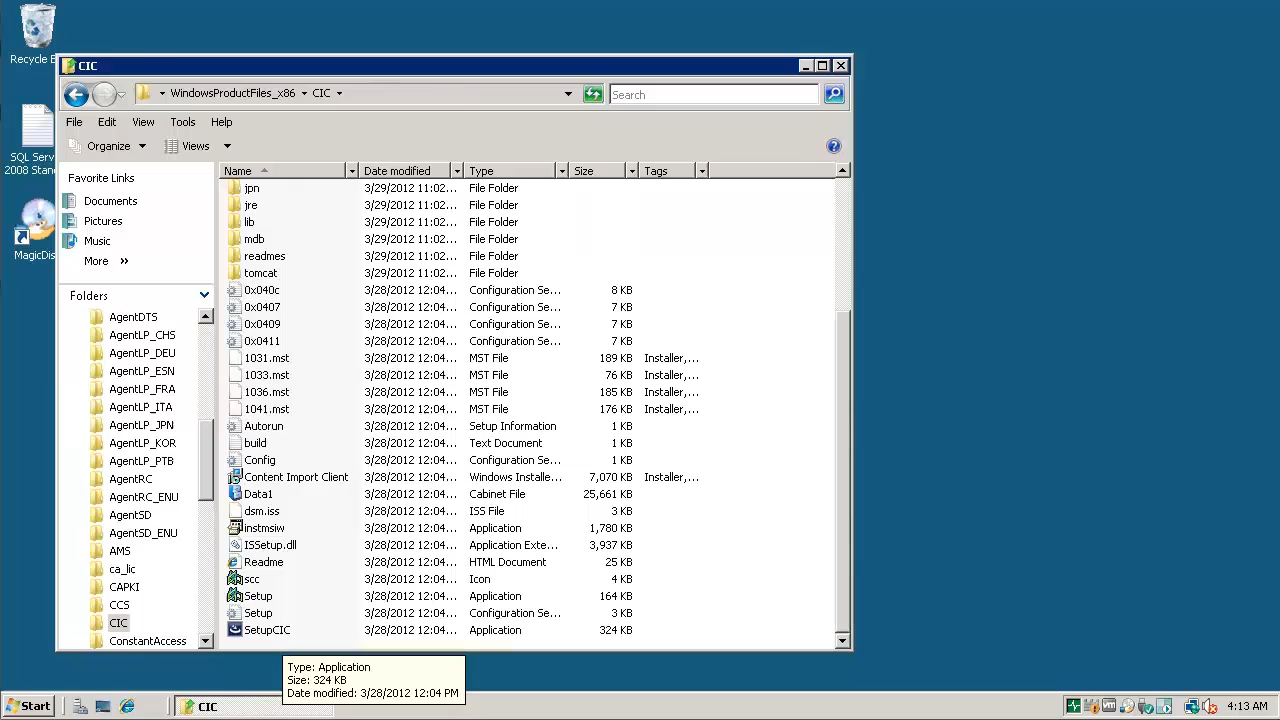 Recycle B
SQL Serv
2008 Stand
MagicDis
CIC
WindowsProductFiles_x86 CIC
Search
File Edit View Tools Help
Organize Views
Favorite Links
Documents
Pictures
Music
More »
Folders
AgentDTS
AgentLP_CHS
AgentLP_DEU
AgentLP_ESN
AgentLP_FRA
AgentLP_ITA
AgentLP_JPN
AgentLP_KOR
AgentLP_PTB
AgentRC
AgentRC_ENU
AgentSD
AgentSD_ENU
AMS
ca_lic
CAPKI
CCS
CIC
ConstantAccess
Name Date modified Type Size Tags
jpn 3/29/2012 11:02... File Folder
jre 3/29/2012 11:02... File Folder
lib 3/29/2012 11:02... File Folder
mdb 3/29/2012 11:02... File Folder
readmes 3/29/2012 11:02... File Folder
tomcat 3/29/2012 11:02... File Folder
0x040c 3/28/2012 12:04... Configuration Se... 8 KB
0x0407 3/28/2012 12:04... Configuration Se... 7 KB
0x0409 3/28/2012 12:04... Configuration Se... 7 KB
0x0411 3/28/2012 12:04... Configuration Se... 7 KB
1031.mst 3/28/2012 12:04... MST File 189 KB Installer,...
1033.mst 3/28/2012 12:04... MST File 76 KB Installer,...
1036.mst 3/28/2012 12:04... MST File 185 KB Installer,...
1041.mst 3/28/2012 12:04... MST File 176 KB Installer,...
Autorun 3/28/2012 12:04... Setup Information 1 KB
build 3/28/2012 12:04... Text Document 1 KB
Config 3/28/2012 12:04... Configuration Se... 1 KB
Content Import Client 3/28/2012 12:04... Windows Installe... 7,070 KB Installer,...
Data1 3/28/2012 12:04... Cabinet File 25,661 KB
dsm.iss 3/28/2012 12:04... ISS File 3 KB
instmsiw 3/28/2012 12:04... Application 1,780 KB
ISSetup.dll 3/28/2012 12:04... Application Exte... 3,937 KB
Readme 3/28/2012 12:04... HTML Document 25 KB
scc 3/28/2012 12:04... Icon 4 KB
Setup 3/28/2012 12:04... Application 164 KB
Setup 3/28/2012 12:04... Configuration Se... 3 KB
SetupCIC 3/28/2012 12:04... Application 324 KB
Type: Application
Size: 324 KB
Date modified: 3/28/2012 12:04 PM
Start CIC 4:13 AM